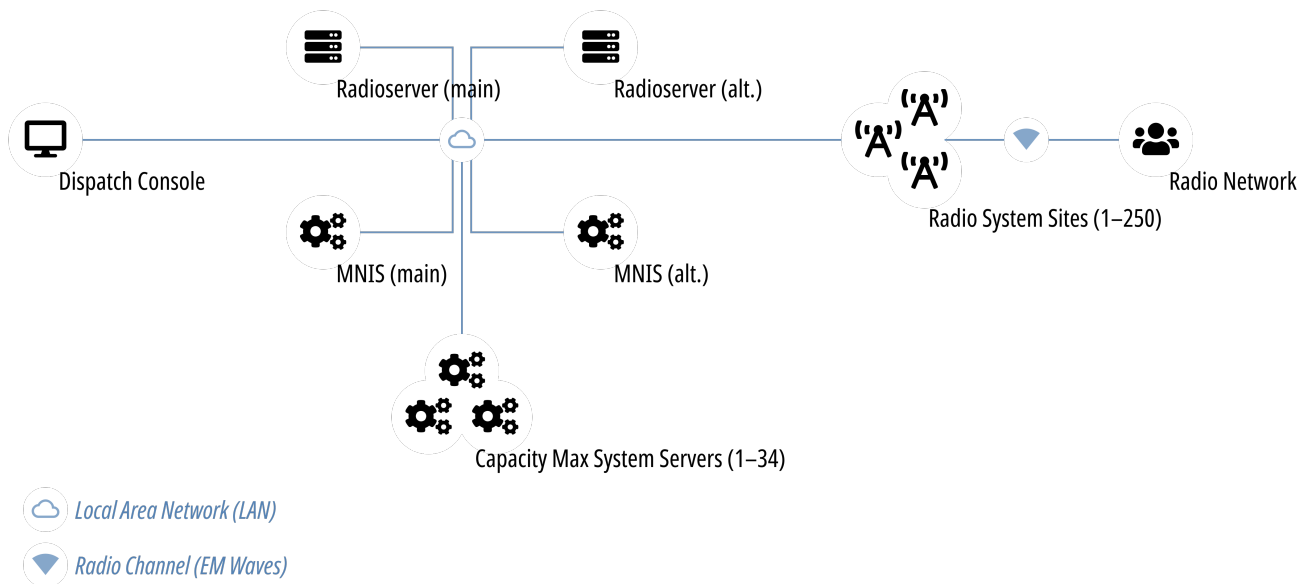 Radioserver (main)
Radioserver (alt.)
Dispatch Console
Radio Network
Radio System Sites (1–250)
MNIS (main)
MNIS (alt.)
Capacity Max System Servers (1–34)
Local Area Network (LAN)
Radio Channel (EM Waves)